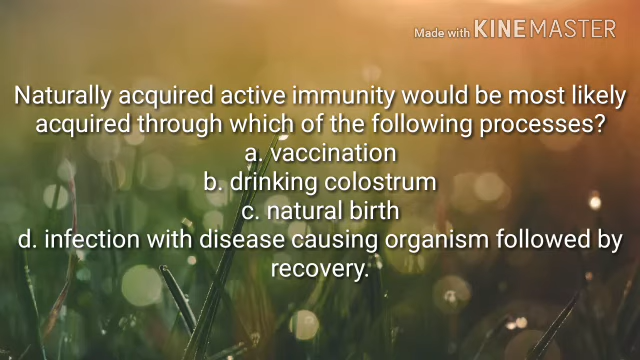 Made with KINEMASTER
Naturally acquired active immunity would be most likely
acquired through which of the following processes?
a. vaccination
b. drinking colostrum
c. natural birth
d. infection with disease causing organism followed by
recovery.